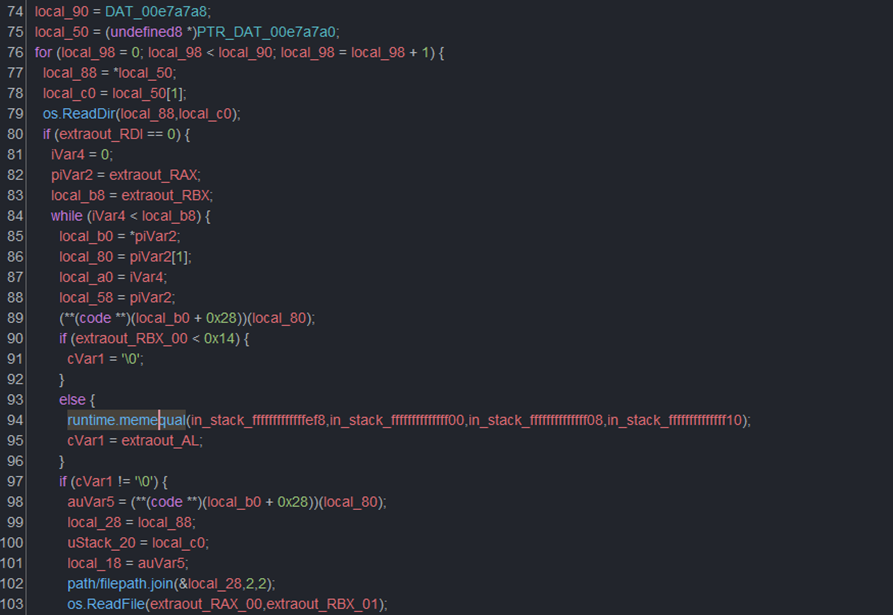 74 local_90 = DAT_00e7a7a8;
75 local_50 = (undefined8 *)PTR_DAT_00e7a7a0;
76 for (local_98 = 0; local_98 < local_90; local_98 = local_98 + 1) {
77 local_88 = *local_50;
78 local_c0 = local_50[1];
79 os.ReadDir(local_88,local_c0);
80 if (extraout_RDI == 0) {
81 iVar4 = 0;
82 piVar2 = extraout_RAX;
83 local_b8 = extraout_RBX;
84 while (iVar4 < local_b8) {
85 local_b0 = *piVar2;
86 local_80 = piVar2[1];
87 local_a0 = iVar4;
88 local_58 = piVar2;
89 (**(code **)(local_b0 + 0x28))(local_80);
90 if (extraout_RBX_00 < 0x14) {
91 cVar1 = '\0';
92 }
93 else {
94 runtime.memequal(in_stack_fffffffffffffef8,in_stack_ffffffffffffff00,in_stack_ffffffffffffff08,in_stack_ffffffffffffff10);
95 cVar1 = extraout_AL;
96 }
97 if (cVar1 != '\0') {
98 auVar5 = (**(code **)(local_b0 + 0x28))(local_80);
99 local_28 = local_88;
100 uStack_20 = local_c0;
101 local_18 = auVar5;
102 path/filepath.join(&local_28,2,2);
103 os.ReadFile(extraout_RAX_00,extraout_RBX_01);